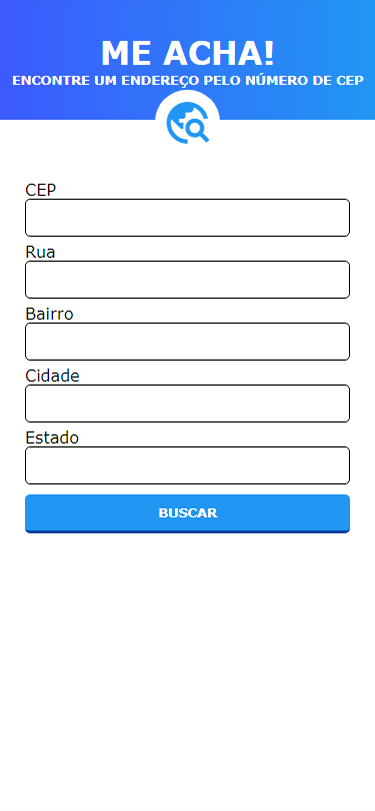 ME ACHA!
ENCONTRE UM ENDEREÇO PELO NÚMERO DE CEP
CEP
Rua
Bairro
Cidade
Estado
BUSCAR